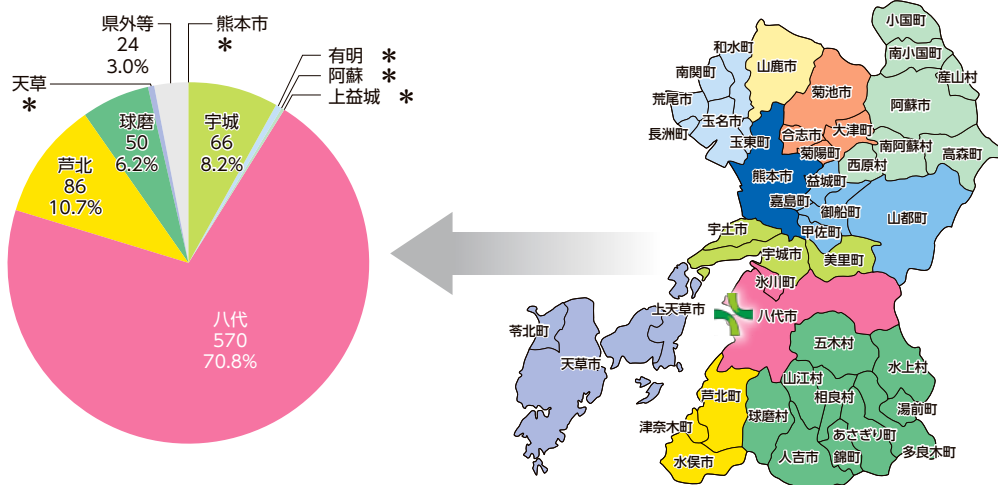 県外等
24
3.0%
熊本市
*
有明 *
阿蘇 *
上益城 *
天草
*
球磨
50
6.2%
宇城
66
8.2%
芦北
86
10.7%
八代
570
70.8%
小国町
南小国町
産山村
和水町
山鹿市
南関町
菊池市
阿蘇市
荒尾市
玉名市
長洲町
玉東町
合志市
大津町
菊陽町
南阿蘇村
高森町
西原村
熊本市
益城町
嘉島町
御船町
山都町
甲佐町
宇土市
宇城市
美里町
氷川町
上天草市
八代市
苓北町
天草市
五木村
水上村
山江村
芦北町
相良村
球磨村
湯前町
津奈木町
あさぎり町
多良木町
水俣市
人吉市
錦町